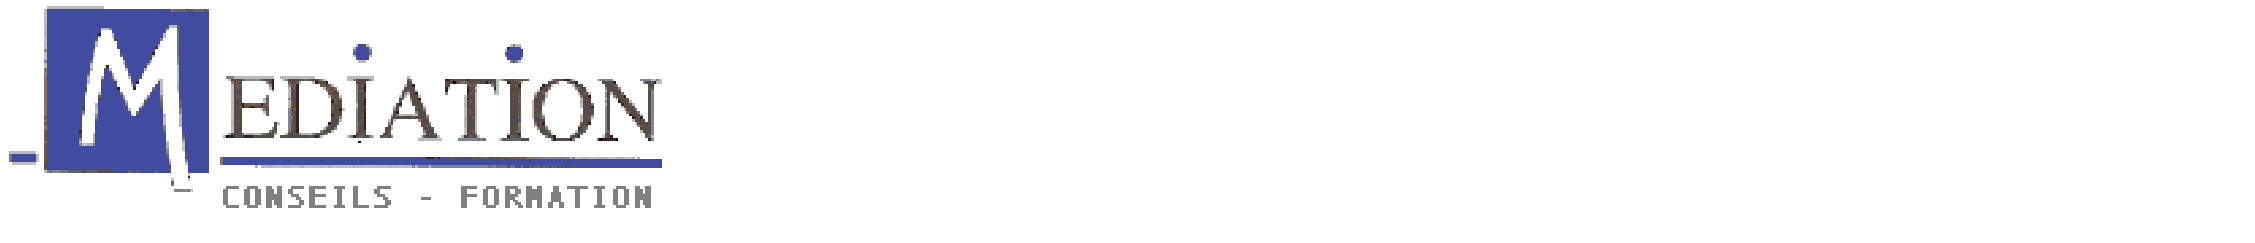 MEDIATION
CONSEILS - FORMATION